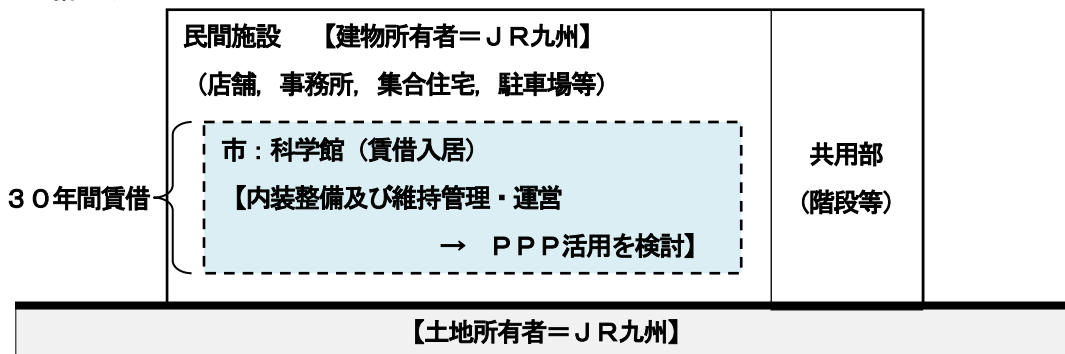 民間施設　【建物所有者＝ＪＲ九州】
（店舗，事務所，集合住宅，駐車場等）
市：科学館（賃借入居）
【内装整備及び維持管理・運営
→　ＰＰＰ活用を検討】
３０年間賃借
共用部
（階段等）
【土地所有者＝ＪＲ九州】